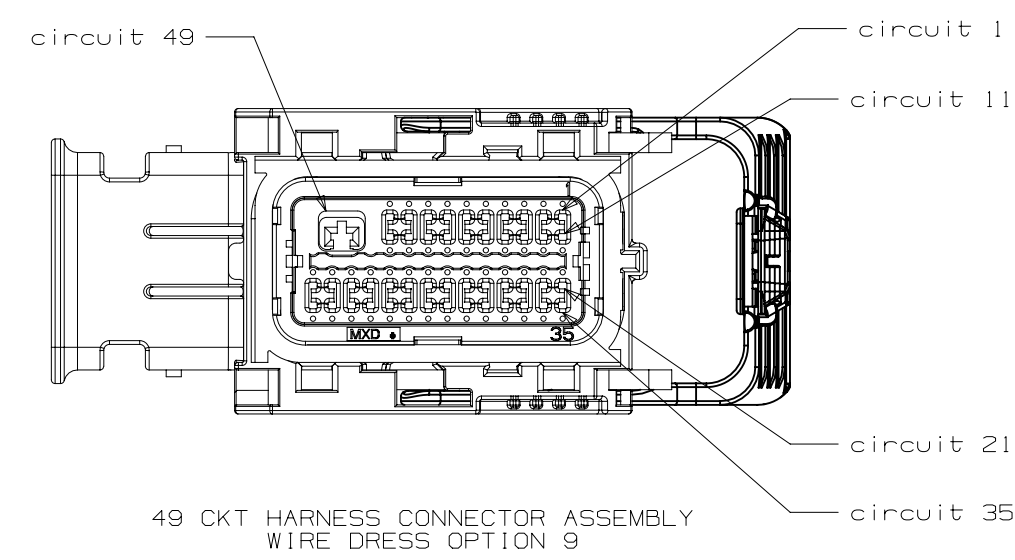 circuit 49
circuit 1
circuit 11
MXD
35
circuit 21
circuit 35
49 CKT HARNESS CONNECTOR ASSEMBLY
WIRE DRESS OPTION 9